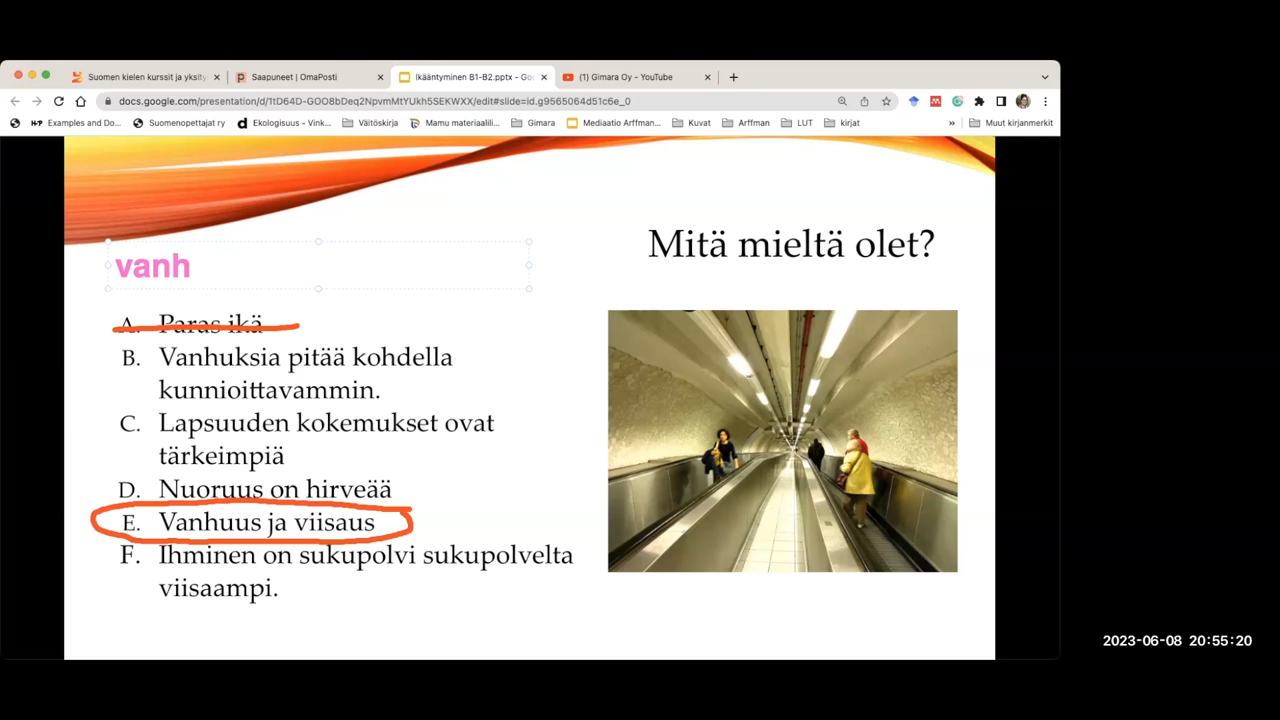 Suomen kielen kurssit ja yksity
Saapuneet | OmaPosti
Ikääntyminen B1-B2.pptx - Goo
(1) Gimara Oy - YouTube
docs.google.com/presentation/d/1tD64D-GOO8bDeq2NpvmMtYUkh5SEKWXX/edit#slide=id.g9565064d51c6e_0
Examples and Do...
Suomenopettajat ry
Ekologisuus - Vink...
Väitöskirja
Mamu materiaalili...
Gimara
Mediaatio Arffman...
Kuvat
Arffman
LUT
kirjat
»
Muut kirjanmerkit
vanh
Mitä mieltä olet?
A. Paras ikä
B. Vanhuksia pitää kohdella
kunnioittavammin.
C. Lapsuuden kokemukset ovat
tärkeimpiä
D. Nuoruus on hirveää
E. Vanhuus ja viisaus
F. Ihminen on sukupolvi sukupolvelta
viisaampi.
2023-06-08 20:55:20